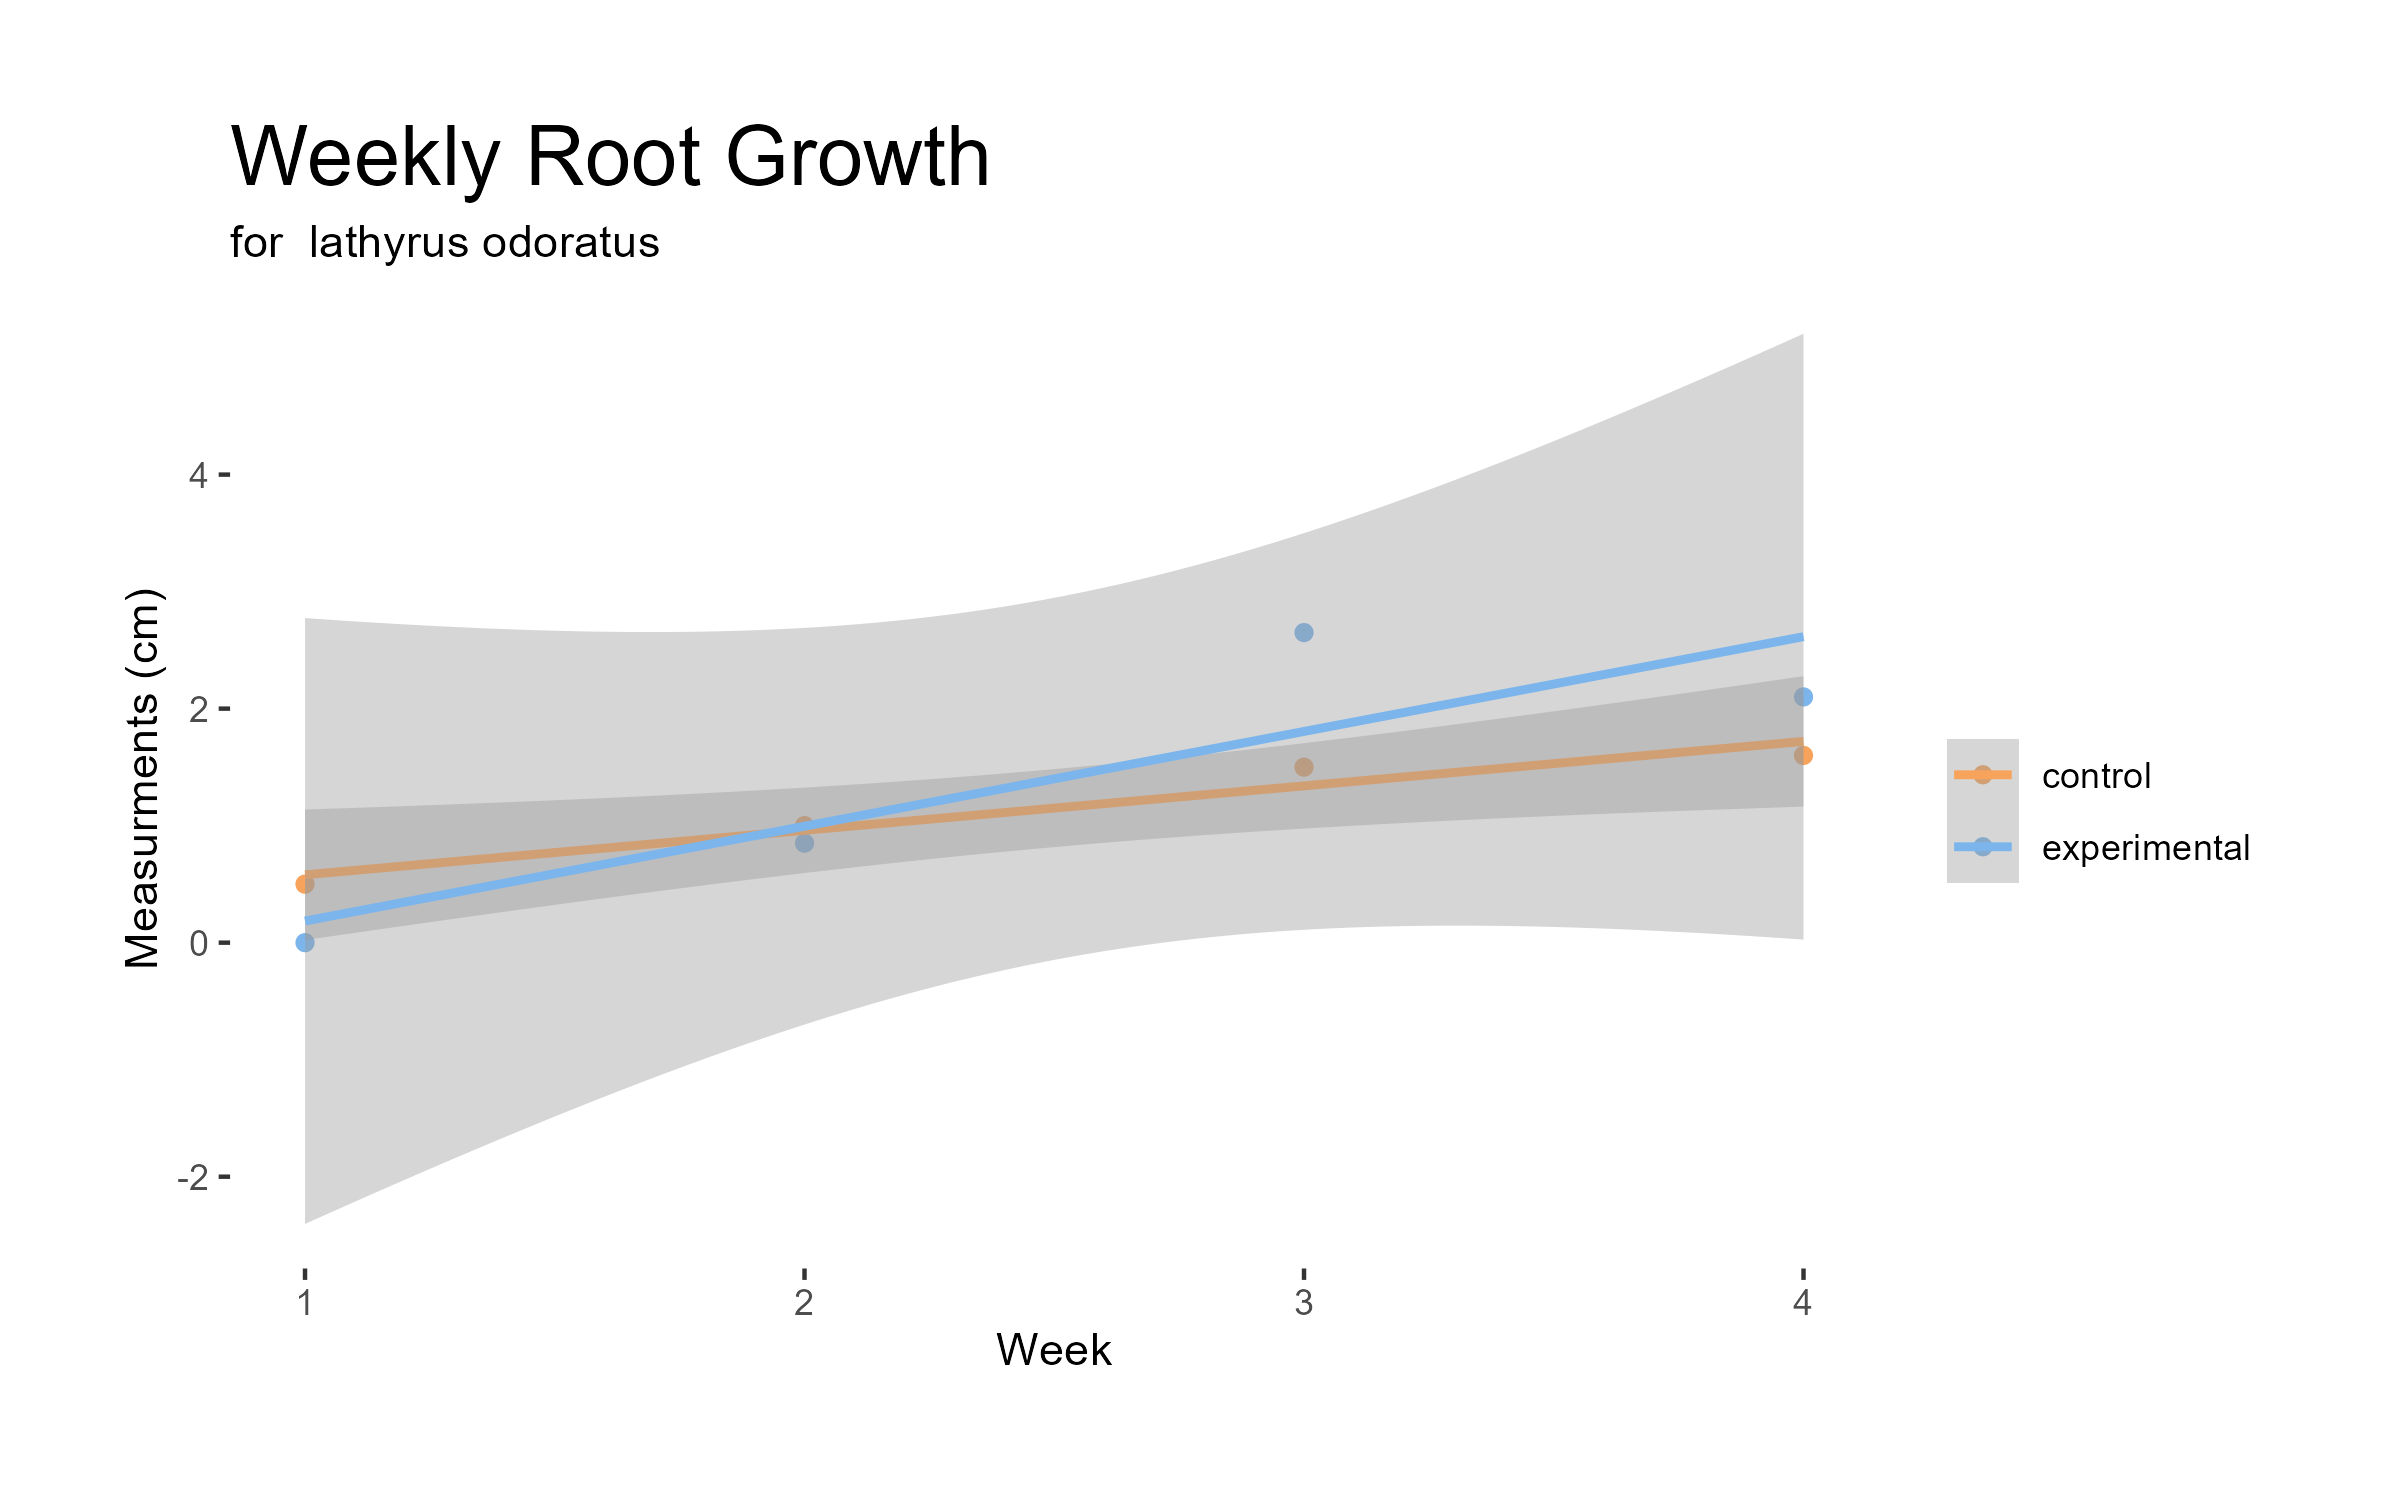 Weekly Root Growth
for  lathyrus odoratus
Measurments (cm)
4
2
0
-2
1
2
3
4
Week
control
experimental